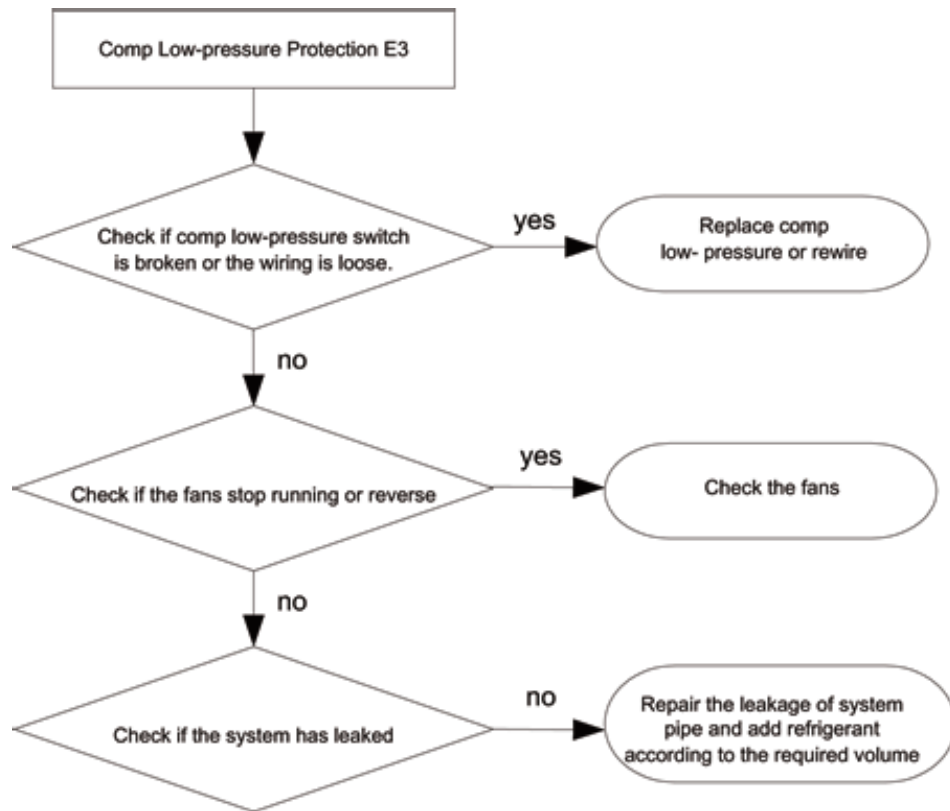 Comp Low-pressure Protection E3
Check if comp low-pressure switch
is broken or the wiring is loose.
yes
Replace comp
low- pressure or rewire
no
Check if the fans stop running or reverse
yes
Check the fans
no
Check if the system has leaked
no
Repair the leakage of system
pipe and add refrigerant
according to the required volume